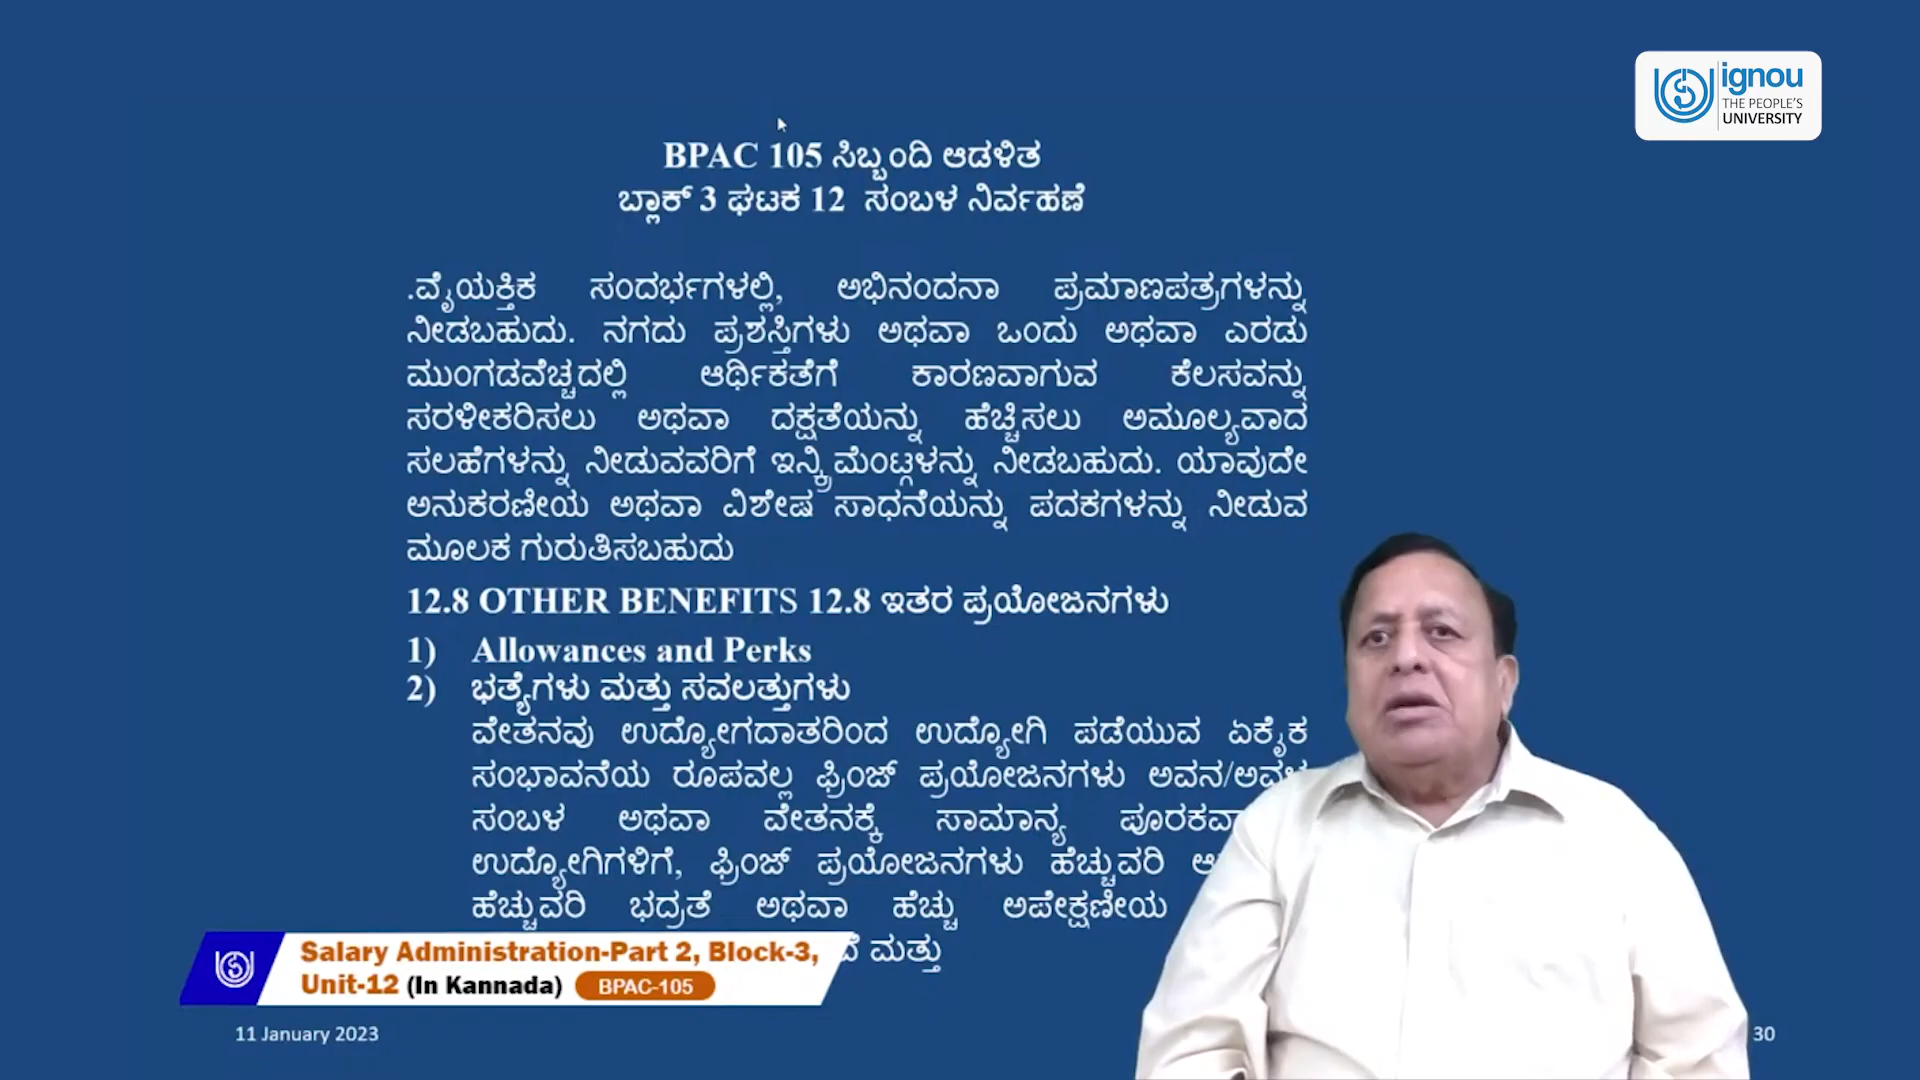 ignou
THE PEOPLE'S
UNIVERSITY
BPAC 105 ಸಿಬ್ಬಂದಿ ಆಡಳಿತ
ಬ್ಲಾಕ್ 3 ಘಟಕ 12 ಸಂಬಳ ನಿರ್ವಹಣೆ
.ವೈಯಕ್ತಿಕ ಸಂದರ್ಭಗಳಲ್ಲಿ, ಅಭಿನಂದನಾ ಪ್ರಮಾಣಪತ್ರಗಳನ್ನು
ನೀಡಬಹುದು. ನಗದು ಪ್ರಶಸ್ತಿಗಳು ಅಥವಾ ಒಂದು ಅಥವಾ ಎರಡು
ಮುಂಗಡವೆಚ್ಚದಲ್ಲಿ ಆರ್ಥಿಕತೆಗೆ ಕಾರಣವಾಗುವ ಕೆಲಸವನ್ನು
ಸರಳೀಕರಿಸಲು ಅಥವಾ ದಕ್ಷತೆಯನ್ನು ಹೆಚ್ಚಿಸಲು ಅಮೂಲ್ಯವಾದ
ಸಲಹೆಗಳನ್ನು ನೀಡುವವರಿಗೆ ಇನ್ಕ್ರಿಮೆಂಟ್ಗಳನ್ನು ನೀಡಬಹುದು. ಯಾವುದೇ
ಅನುಕರಣೀಯ ಅಥವಾ ವಿಶೇಷ ಸಾಧನೆಯನ್ನು ಪದಕಗಳನ್ನು ನೀಡುವ
ಮೂಲಕ ಗುರುತಿಸಬಹುದು
12.8 OTHER BENEFITS 12.8 ಇತರ ಪ್ರಯೋಜನಗಳು
1) Allowances and Perks
2) ಭತ್ಯೆಗಳು ಮತ್ತು ಸವಲತ್ತುಗಳು
ವೇತನವು ಉದ್ಯೋಗದಾತರಿಂದ ಉದ್ಯೋಗಿ ಪಡೆಯುವ ಏಕೈಕ
ಸಂಭಾವನೆಯ ರೂಪವಲ್ಲ ಫ್ರಿಂಜ್ ಪ್ರಯೋಜನಗಳು ಅವನ/ಅವಳ
ಸಂಬಳ ಅಥವಾ ವೇತನಕ್ಕೆ ಸಾಮಾನ್ಯ
ಉದ್ಯೋಗಿಗಳಿಗೆ, ಫ್ರಿಂಜ್ ಪ್ರಯೋಜನಗಳು ಹೆಚ್ಚುವರಿ
ಹೆಚ್ಚುವರಿ ಭದ್ರತೆ ಅಥವಾ ಹೆಚ್ಚು ಅಪೇಕ್ಷಣೀಯ
ಮತ್ತು
Salary Administration-Part 2, Block-3,
Unit-12 (In Kannada) BPAC-105
11 January 2023
30